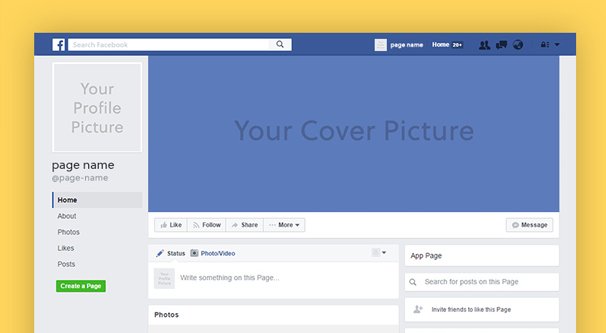 f Search Facebook page name Home 20+
Your
Profile
Picture
Your Cover Picture
page name
@page-name
Home
About
Photos
Likes
Posts
Create a Page
Like Follow Share ··· More Message
Status Photo/Video
Your
Profile
Picture
Write something on this Page...
Photos
App Page
Search for posts on this Page
Invite friends to like this Page